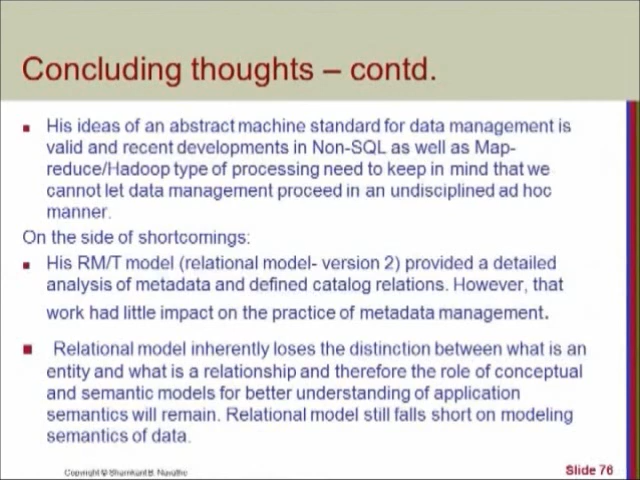 Concluding thoughts – contd.
His ideas of an abstract machine standard for data management is
valid and recent developments in Non-SQL as well as Map-
reduce/Hadoop type of processing need to keep in mind that we
cannot let data management proceed in an undisciplined ad hoc
manner.
On the side of shortcomings:
His RM/T model (relational model- version 2) provided a detailed
analysis of metadata and defined catalog relations. However, that
work had little impact on the practice of metadata management.
Relational model inherently loses the distinction between what is an
entity and what is a relationship and therefore the role of conceptual
and semantic models for better understanding of application
semantics will remain. Relational model still falls short on modeling
semantics of data.
Copyright © Shamkant B. Navathe
Slide 76